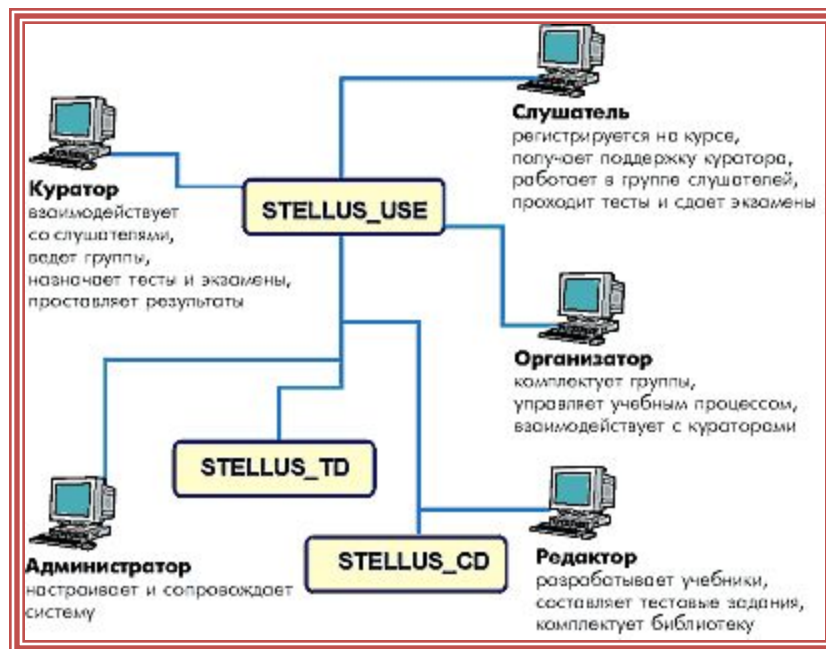 Слушатель
регистрируется на курсе,
получает поддержку куратора,
работает в группе слушателей,
проходит тесты и сдает экзамены
Куратор
взаимодействует
со слушателями,
ведет группы,
назначает тесты и экзамены,
проставляет результаты
STELLUS_USE
Организатор
комплектует группы,
управляет учебным процессом,
взаимодействует с кураторами
STELLUS_TD
Администратор
настраивает и сопровождает
систему
STELLUS_CD
Редактор
разрабатывает учебники,
составляет тестовые задания,
комплектует библиотеку